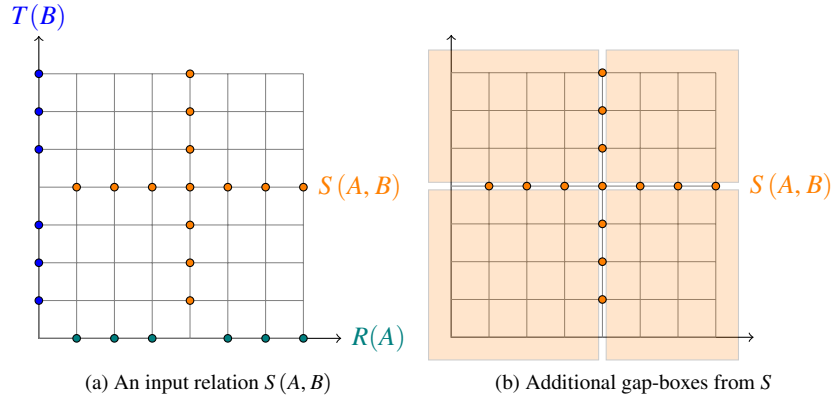 T(B)
S(A, B)
S(A, B)
R(A)
(a) An input relation S(A, B)
(b) Additional gap-boxes from S